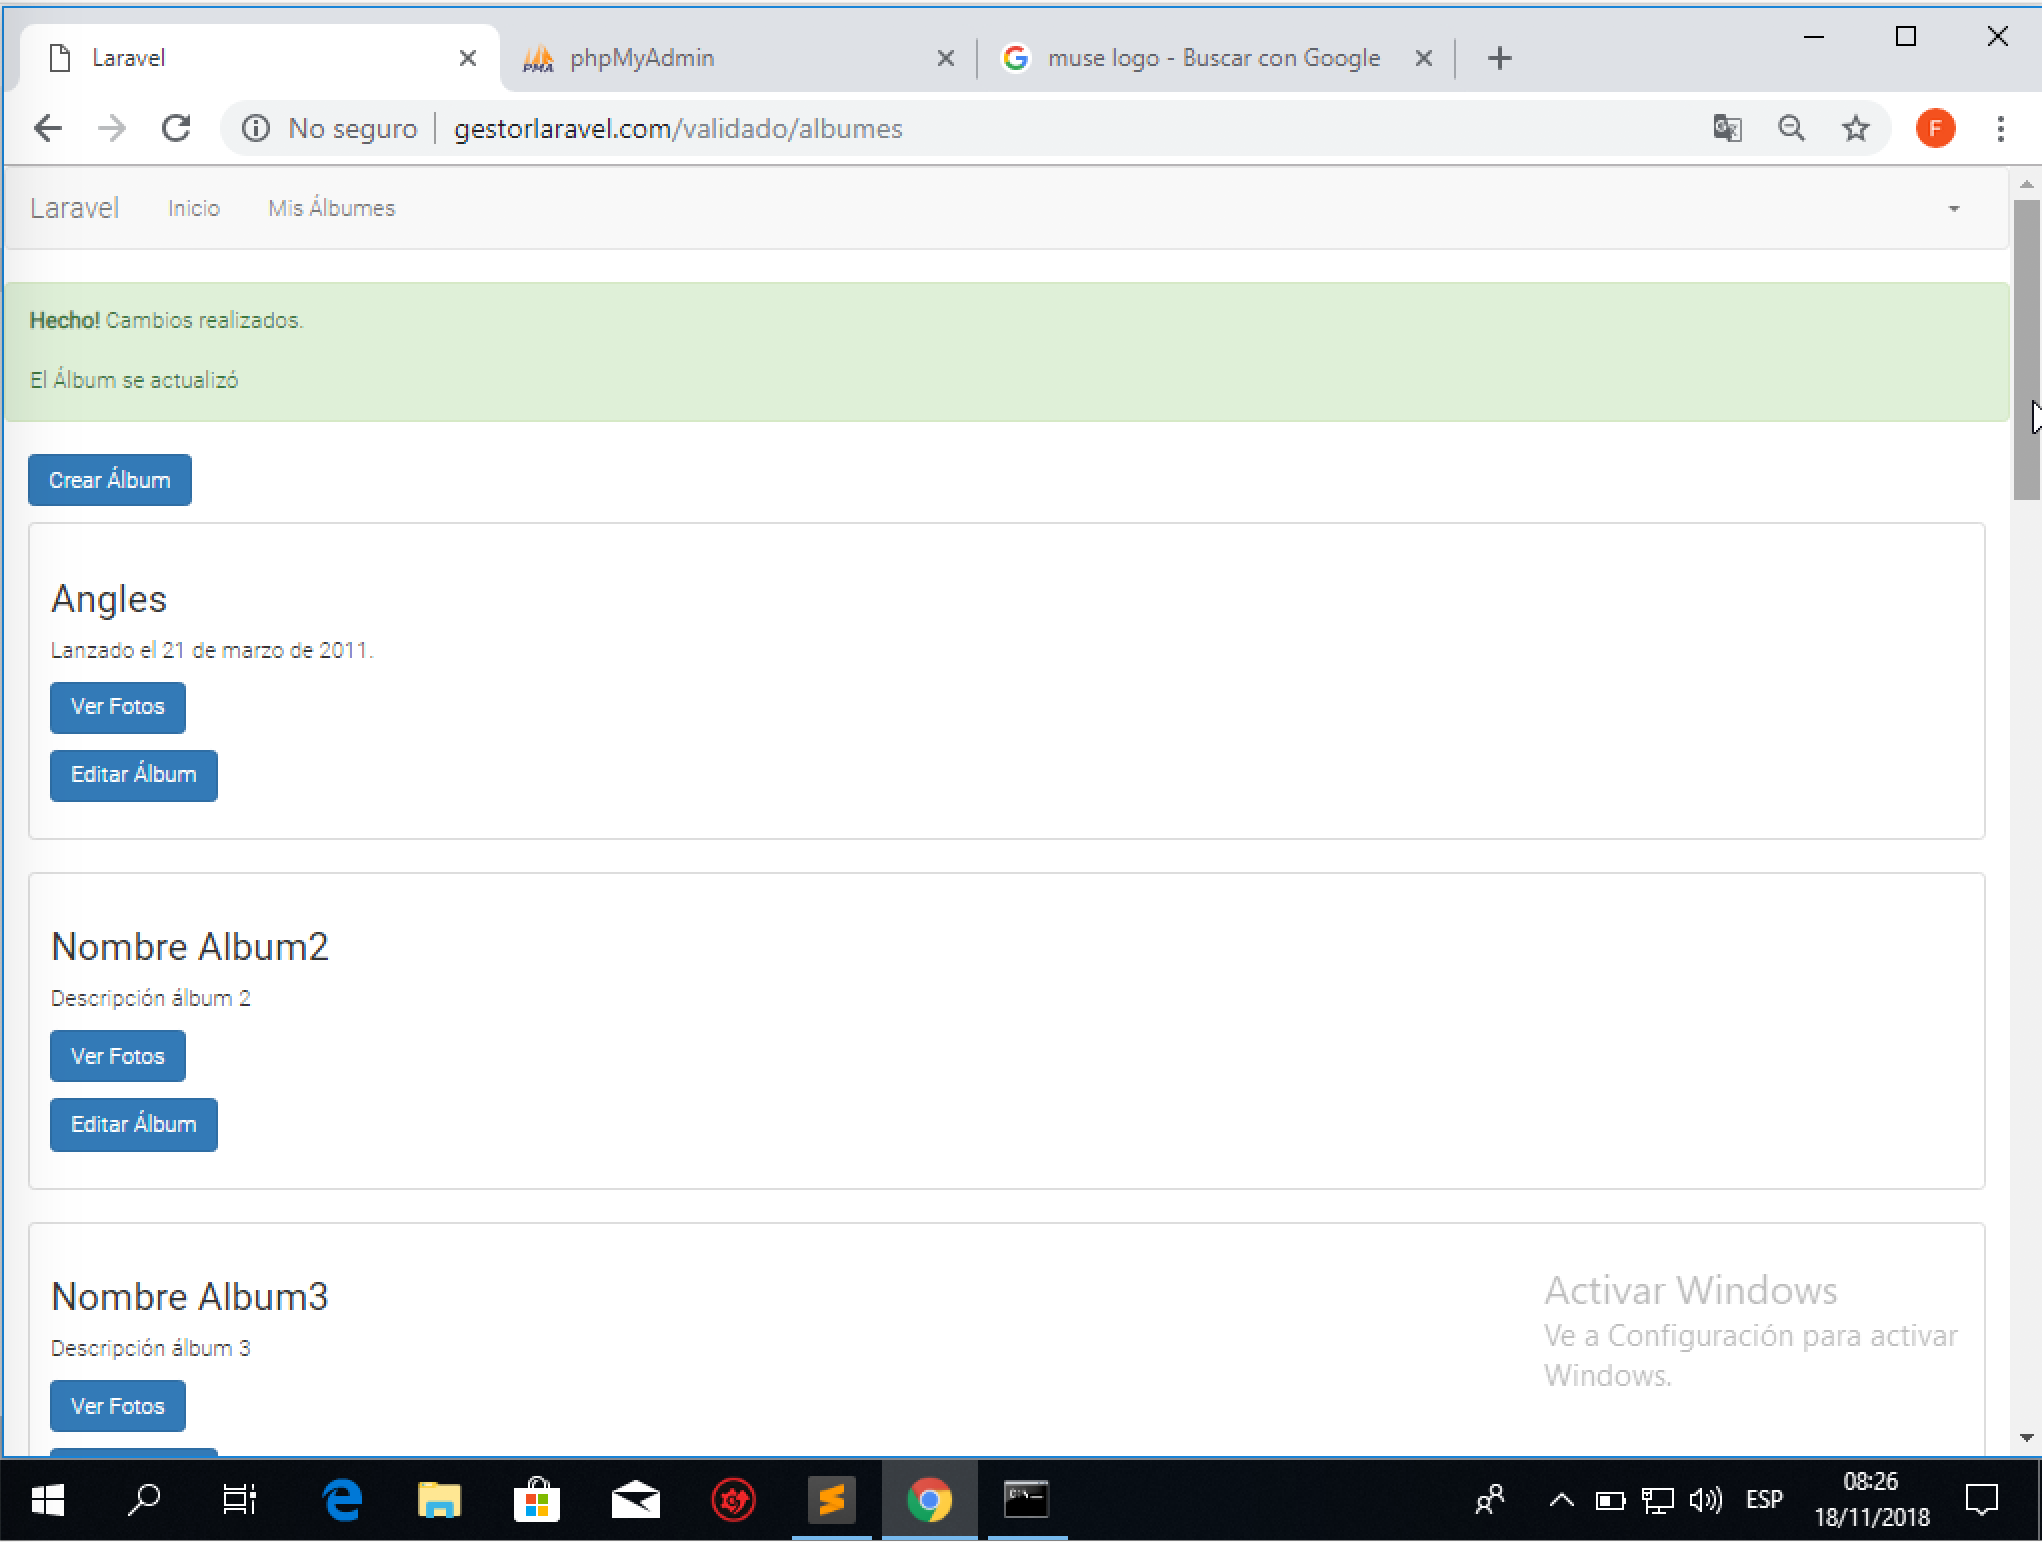 Laravel
phpMyAdmin
muse logo - Buscar con Google
No seguro
gestorlaravel.com/validado/albumes
F
Laravel
Inicio
Mis Álbumes
Hecho! Cambios realizados.
El Álbum se actualizó
Crear Álbum
Angles
Lanzado el 21 de marzo de 2011.
Ver Fotos
Editar Álbum
Nombre Album2
Descripción álbum 2
Ver Fotos
Editar Álbum
Nombre Album3
Descripción álbum 3
Ver Fotos
Activar Windows
Ve a Configuración para activar
Windows.
ESP
08:26
18/11/2018